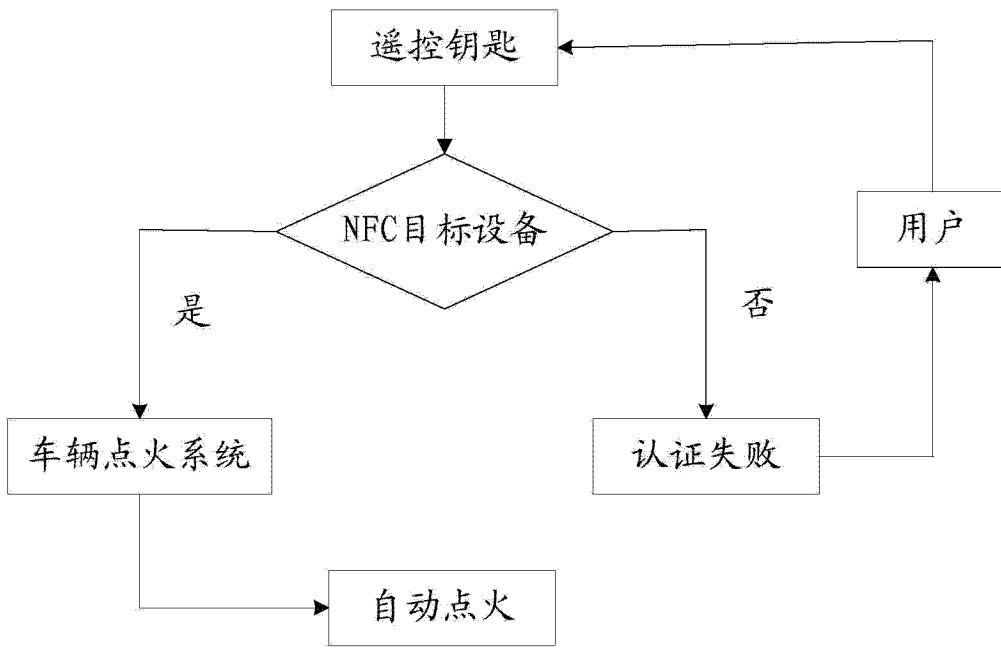 遥控钥匙
NFC目标设备
用户
是
否
车辆点火系统
认证失败
自动点火